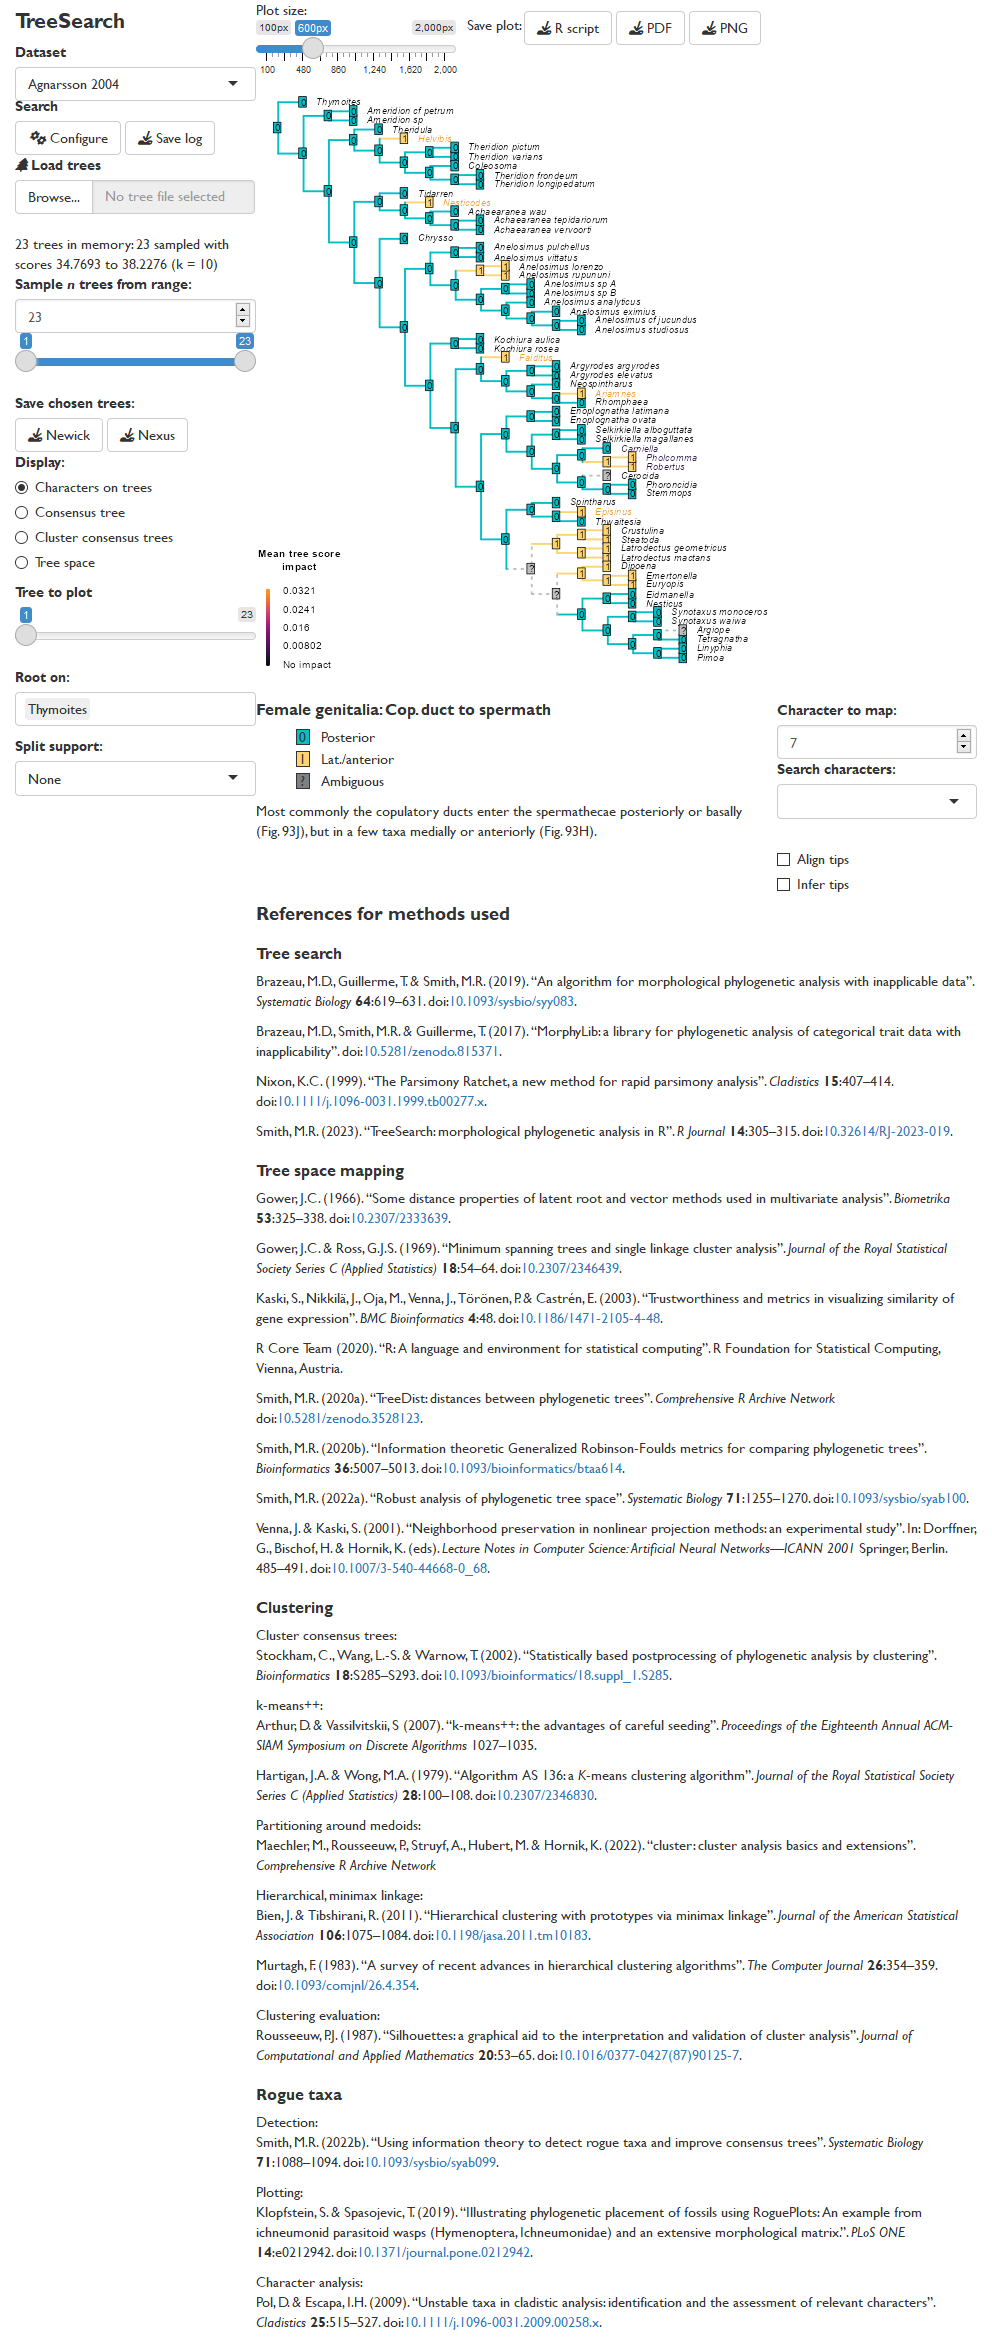 TreeSearch
Dataset
Agnarsson 2004
Search
Configure
Save log
Load trees
Browse...
No tree file selected
23 trees in memory: 23 sampled with
scores 34.7693 to 38.2276 (k = 10)
Sample n trees from range:
23
1
23
Save chosen trees:
Newick
Nexus
Display:
Characters on trees
Consensus tree
Cluster consensus trees
Tree space
Tree to plot
1
23
Root on:
Thymoites
Split support:
None
Plot size:
100px
600px
2,000px
100 480 860 1,240 1,620 2,000
Save plot:
R script
PDF
PNG
Thymoites
Ameridion cf petrum
Ameridion sp
Theridula
Helvibis
Theridion pictum
Theridion varians
Coleosoma
Theridion frondeum
Theridion longipedatum
Tidarren
Nesticodes
Achaearanea wau
Achaearanea tepidariorum
Achaearanea vervoorti
Chrysso
Anelosimus pulchellus
Anelosimus vittatus
Anelosimus lorenzo
Anelosimus rupununi
Anelosimus sp A
Anelosimus sp B
Anelosimus analyticus
Anelosimus eximius
Anelosimus cf jucundus
Anelosimus studiosus
Kochiura aulica
Kochiura rosea
Faiditus
Argyrodes argyrodes
Argyrodes elevatus
Neospintharus
Ariamnes
Rhomphaea
Enoplognatha latimana
Enoplognatha ovata
Selkirkiella alboguttata
Selkirkiella magallanes
Carniella
Pholcomma
Robertus
Cerocida
Phoroncidia
Stemmops
Spintharus
Episinus
Thwaitesia
Crustulina
Steatoda
Latrodectus geometricus
Latrodectus mactans
Dipoena
Emertonella
Euryopis
Eidmanella
Nesticus
Synotaxus monoceros
Synotaxus waiwa
Argiope
Tetragnatha
Linyphia
Pimoa
Mean tree score
impact
0.0321
0.0241
0.016
0.00802
No impact
Female genitalia: Cop. duct to spermath
0 Posterior
1 Lat./anterior
? Ambiguous
Most commonly the copulatory ducts enter the spermathecae posteriorly or basally
(Fig. 93J), but in a few taxa medially or anteriorly (Fig. 93H).
Character to map:
7
Search characters:
Align tips
Infer tips
References for methods used
Tree search
Brazeau, M.D., Guillerme, T. & Smith, M.R. (2019). “An algorithm for morphological phylogenetic analysis with inapplicable data”.
Systematic Biology 64:619–631. doi:10.1093/sysbio/syy083.
Brazeau, M.D., Smith, M.R. & Guillerme, T. (2017). “MorphyLib: a library for phylogenetic analysis of categorical trait data with
inapplicability”. doi:10.5281/zenodo.815371.
Nixon, K.C. (1999). “The Parsimony Ratchet, a new method for rapid parsimony analysis”. Cladistics 15:407–414.
doi:10.1111/j.1096-0031.1999.tb00277.x.
Smith, M.R. (2023). “TreeSearch: morphological phylogenetic analysis in R”. R Journal 14:305–315. doi:10.32614/RJ-2023-019.
Tree space mapping
Gower, J.C. (1966). “Some distance properties of latent root and vector methods used in multivariate analysis”. Biometrika
53:325–338. doi:10.2307/2333639.
Gower, J.C. & Ross, G.J.S. (1969). “Minimum spanning trees and single linkage cluster analysis”. Journal of the Royal Statistical
Society Series C (Applied Statistics) 18:54–64. doi:10.2307/2346439.
Kaski, S., Nikkilä, J., Oja, M., Venna, J., Törönen, P. & Castrén, E. (2003). “Trustworthiness and metrics in visualizing similarity of
gene expression”. BMC Bioinformatics 4:48. doi:10.1186/1471-2105-4-48.
R Core Team (2020). “R: A language and environment for statistical computing”. R Foundation for Statistical Computing,
Vienna, Austria.
Smith, M.R. (2020a). “TreeDist: distances between phylogenetic trees”. Comprehensive R Archive Network
doi:10.5281/zenodo.3528123.
Smith, M.R. (2020b). “Information theoretic Generalized Robinson-Foulds metrics for comparing phylogenetic trees”.
Bioinformatics 36:5007–5013. doi:10.1093/bioinformatics/btaa614.
Smith, M.R. (2022a). “Robust analysis of phylogenetic tree space”. Systematic Biology 71:1255–1270. doi:10.1093/sysbio/syab100.
Venna, J. & Kaski, S. (2001). “Neighborhood preservation in nonlinear projection methods: an experimental study”. In: Dorffner,
G., Bischof, H. & Hornik, K. (eds). Lecture Notes in Computer Science: Artificial Neural Networks—ICANN 2001 Springer, Berlin.
485–491. doi:10.1007/3-540-44668-0_68.
Clustering
Cluster consensus trees:
Stockham, C., Wang, L.-S. & Warnow, T. (2002). “Statistically based postprocessing of phylogenetic analysis by clustering”.
Bioinformatics 18:S285–S293. doi:10.1093/bioinformatics/18.suppl_1.S285.
k-means++:
Arthur, D. & Vassilvitskii, S (2007). “k-means++: the advantages of careful seeding”. Proceedings of the Eighteenth Annual ACM-
SIAM Symposium on Discrete Algorithms 1027–1035.
Hartigan, J.A. & Wong, M.A. (1979). “Algorithm AS 136: a K-means clustering algorithm”. Journal of the Royal Statistical Society
Series C (Applied Statistics) 28:100–108. doi:10.2307/2346830.
Partitioning around medoids:
Maechler, M., Rousseeuw, P., Struyf, A., Hubert, M. & Hornik, K. (2022). “cluster: cluster analysis basics and extensions”.
Comprehensive R Archive Network
Hierarchical, minimax linkage:
Bien, J. & Tibshirani, R. (2011). “Hierarchical clustering with prototypes via minimax linkage”. Journal of the American Statistical
Association 106:1075–1084. doi:10.1198/jasa.2011.tm10183.
Murtagh, F. (1983). “A survey of recent advances in hierarchical clustering algorithms”. The Computer Journal 26:354–359.
doi:10.1093/comjnl/26.4.354.
Clustering evaluation:
Rousseeuw, P.J. (1987). “Silhouettes: a graphical aid to the interpretation and validation of cluster analysis”. Journal of
Computational and Applied Mathematics 20:53–65. doi:10.1016/0377-0427(87)90125-7.
Rogue taxa
Detection:
Smith, M.R. (2022b). “Using information theory to detect rogue taxa and improve consensus trees”. Systematic Biology
71:1088–1094. doi:10.1093/sysbio/syab099.
Plotting:
Klopfstein, S. & Spasojevic, T. (2019). “Illustrating phylogenetic placement of fossils using RoguePlots: An example from
ichneumonid parasitoid wasps (Hymenoptera, Ichneumonidae) and an extensive morphological matrix.”. PLoS ONE
14:e0212942. doi:10.1371/journal.pone.0212942.
Character analysis:
Pol, D. & Escapa, I.H. (2009). “Unstable taxa in cladistic analysis: identification and the assessment of relevant characters”.
Cladistics 25:515–527. doi:10.1111/j.1096-0031.2009.00258.x.